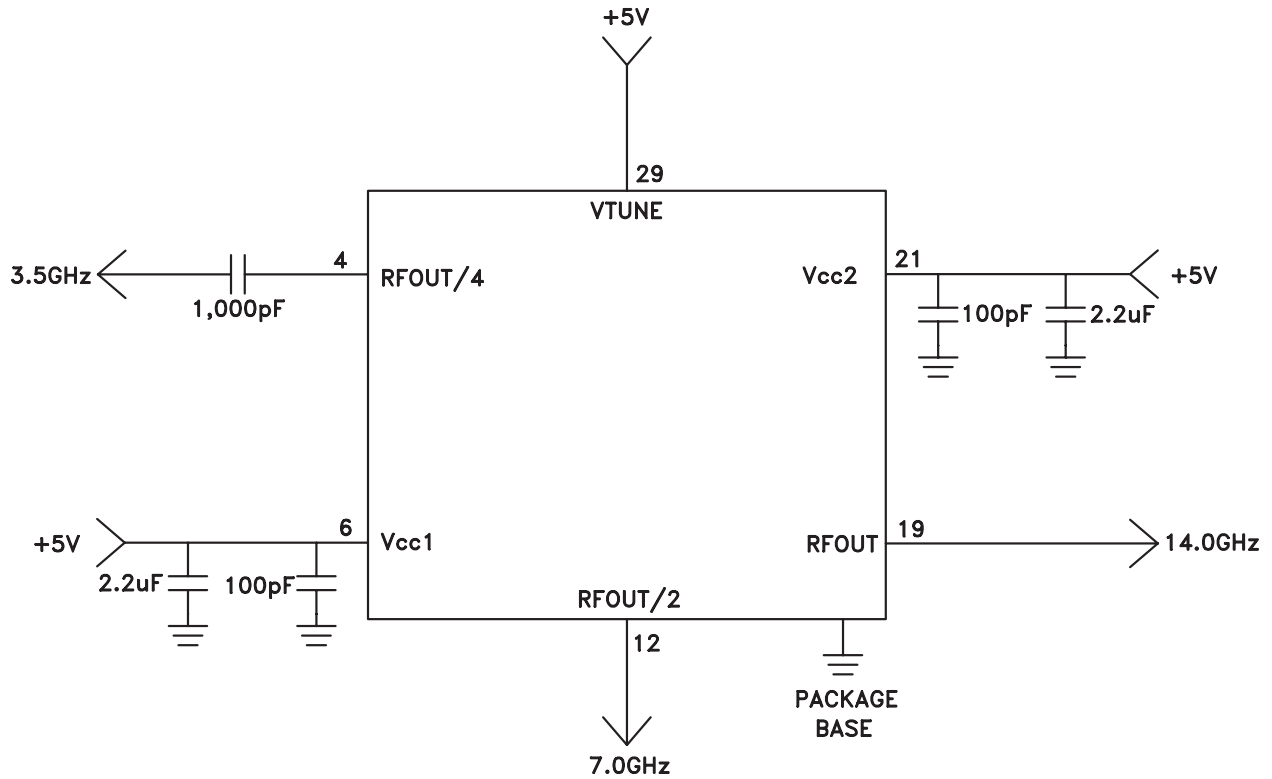 +5V
29
VTUNE
3.5GHz
4
RFOUT/4
1,000pF
Vcc2
21
+5V
100pF
2.2uF
+5V
6
Vcc1
2.2uF
100pF
RFOUT
19
14.0GHz
RFOUT/2
12
PACKAGE
BASE
7.0GHz